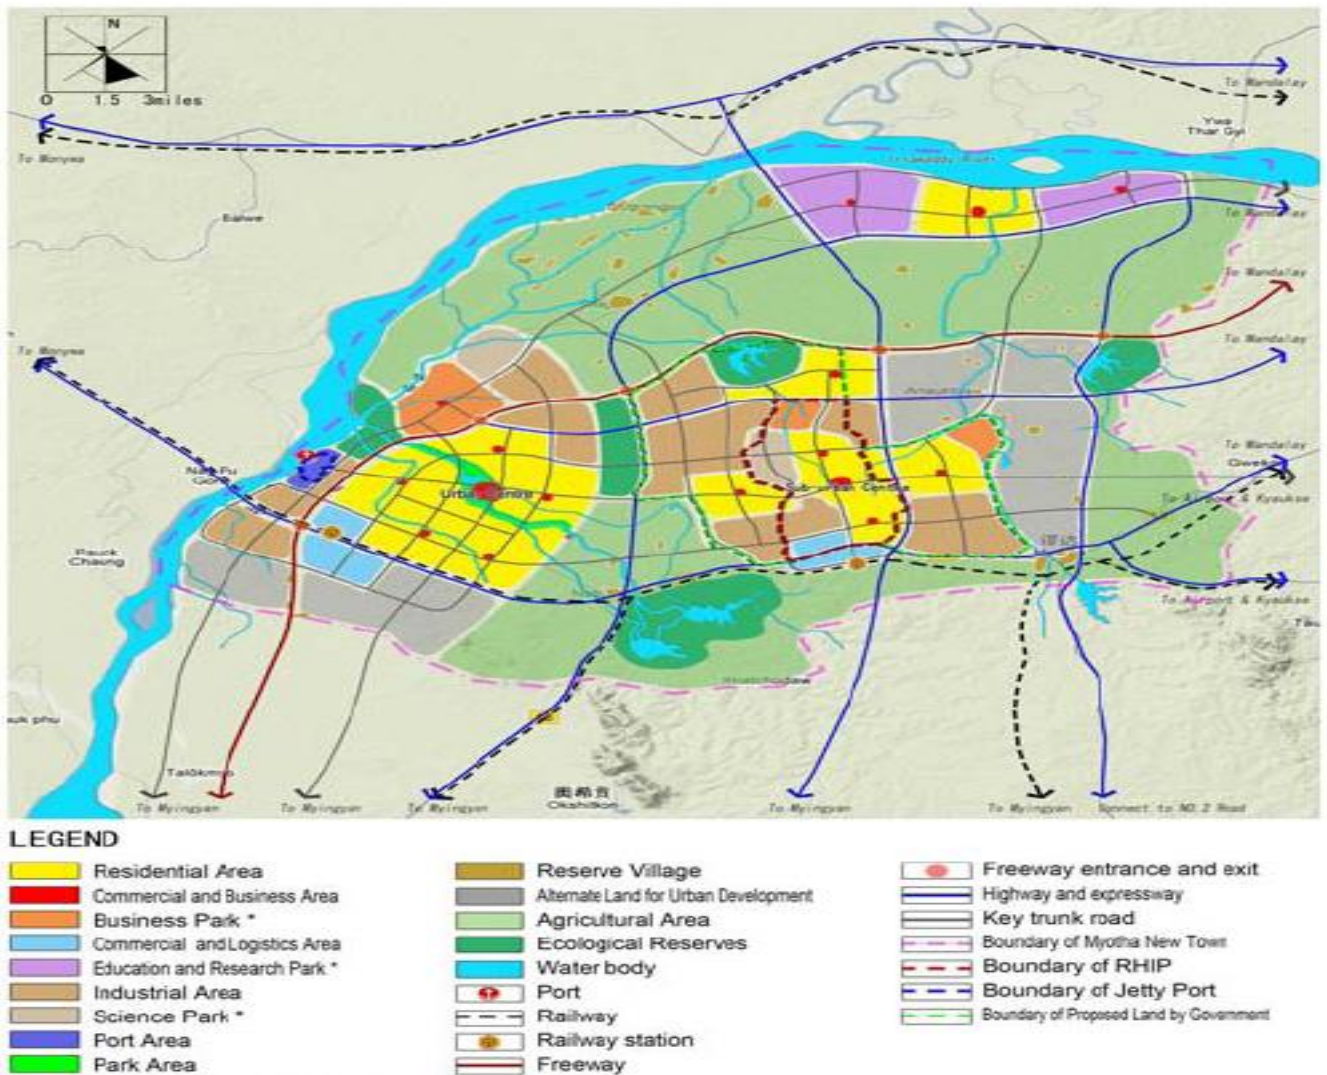 N
0 1.5 3miles
To Mandalay
Ywa
Thar Gyi
To Monywa
To Mandalay
To Mandalay
To Monywa
To Mandalay
To Mandalay
Urban Centre
To Airport & Kyaukse
Pauck
Chaung
To Airport & Kyaukse
To Myingyan
To Myingyan
To Myingyan
Okshitkon
To Myingyan
To Myingyan
Connect to NO.2 Road
LEGEND
Residential Area
Commercial and Business Area
Business Park *
Commercial and Logistics Area
Education and Research Park *
Industrial Area
Science Park *
Port Area
Park Area
Reserve Village
Alternate Land for Urban Development
Agricultural Area
Ecological Reserves
Water body
Port
Railway
Railway station
Freeway
Freeway entrance and exit
Highway and expressway
Key trunk road
Boundary of Myotha New Town
Boundary of RHIP
Boundary of Jetty Port
Boundary of Proposed Land by Government